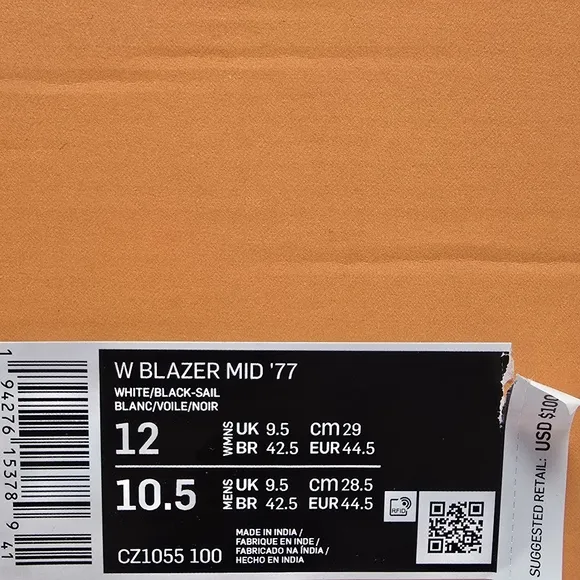 W BLAZER MID '77
WHITE/BLACK-SAIL
BLANC/VOILE/NOIR
12 WMNS UK 9.5 cm 29
BR 42.5 EUR 44.5
10.5 MENS UK 9.5 cm 28.5
BR 42.5 EUR 44.5
RFID
MADE IN INDIA /
FABRIQUE EN INDE /
FABRICADO NA ÍNDIA /
HECHO EN INDIA
CZ1055 100
1 94276 15378 9 41
SUGGESTED RETAIL: USD $100